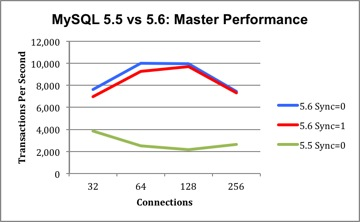 MySQL 5.5 vs 5.6: Master Performance
Transactions Per Second
12,000
10,000
8,000
6,000
4,000
2,000
0
32 64 128 256
Connections
5.6 Sync=0
5.6 Sync=1
5.5 Sync=0